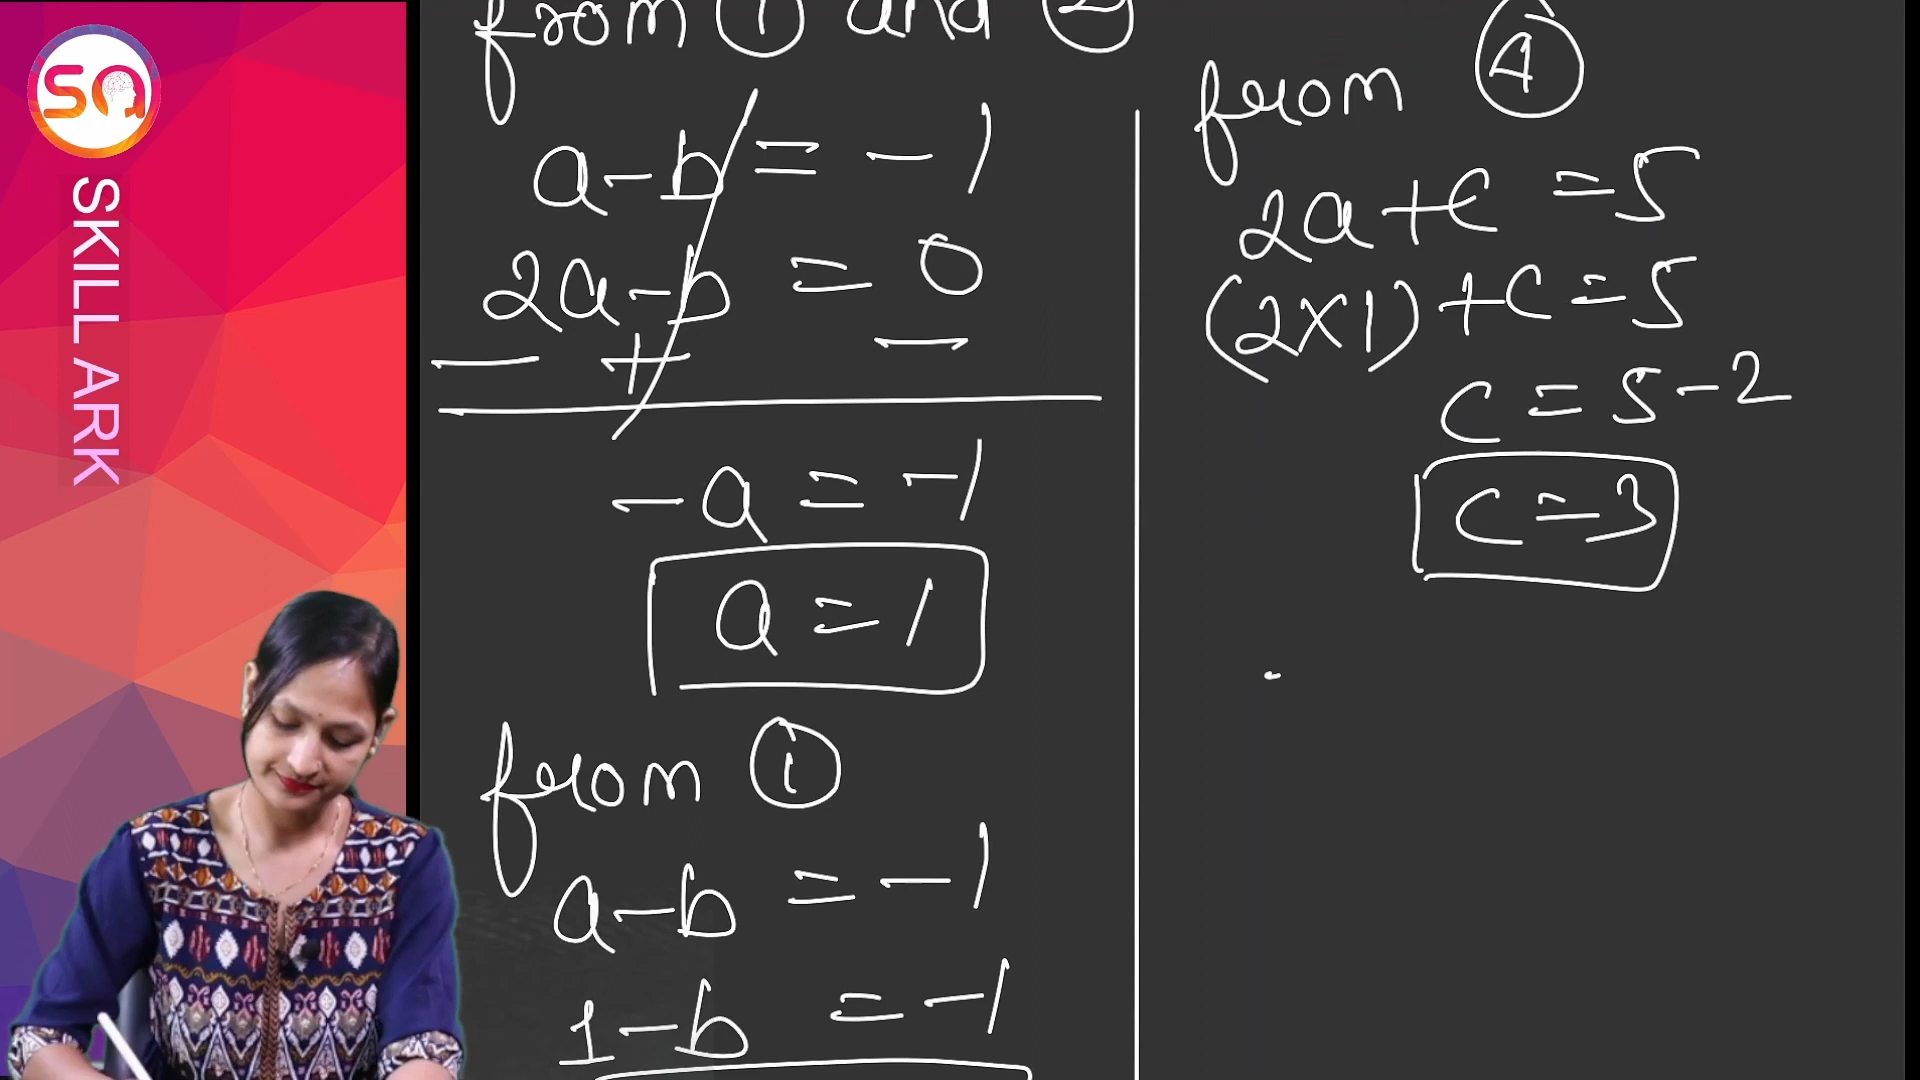 SA
SKILL ARK
from ① and ②
a-b = -1
2a-b = 0
- + -
-a = -1
a = 1
from ①
a-b = -1
1-b = -1
from ④
2a+c = 5
(2×1)+c = 5
c = 5-2
c = 3